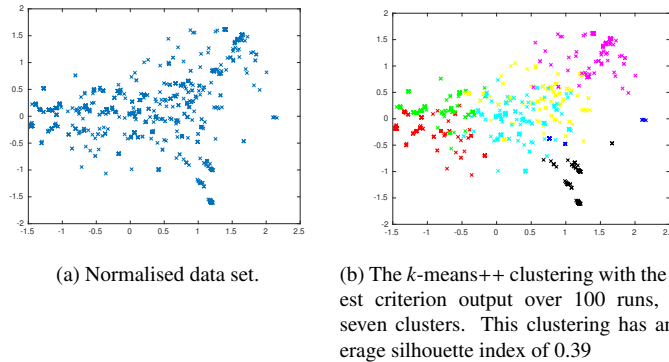 2
1.5
1
0.5
0
-0.5
-1
-1.5
-2
-1.5 -1 -0.5 0 0.5 1 1.5 2 2.5
2
1.5
1
0.5
0
-0.5
-1
-1.5
-2
-1.5 -1 -0.5 0 0.5 1 1.5 2 2.5
(a) Normalised data set.
(b) The k-means++ clustering with the
est criterion output over 100 runs,
seven clusters. This clustering has an
erage silhouette index of 0.39